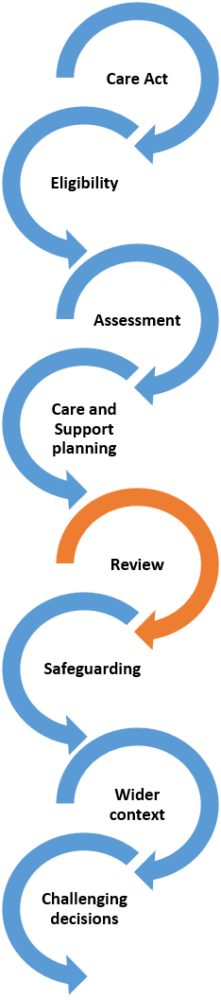 Care Act
Eligibility
Assessment
Care and
Support
planning
Review
Safeguarding
Wider
context
Challenging
decisions